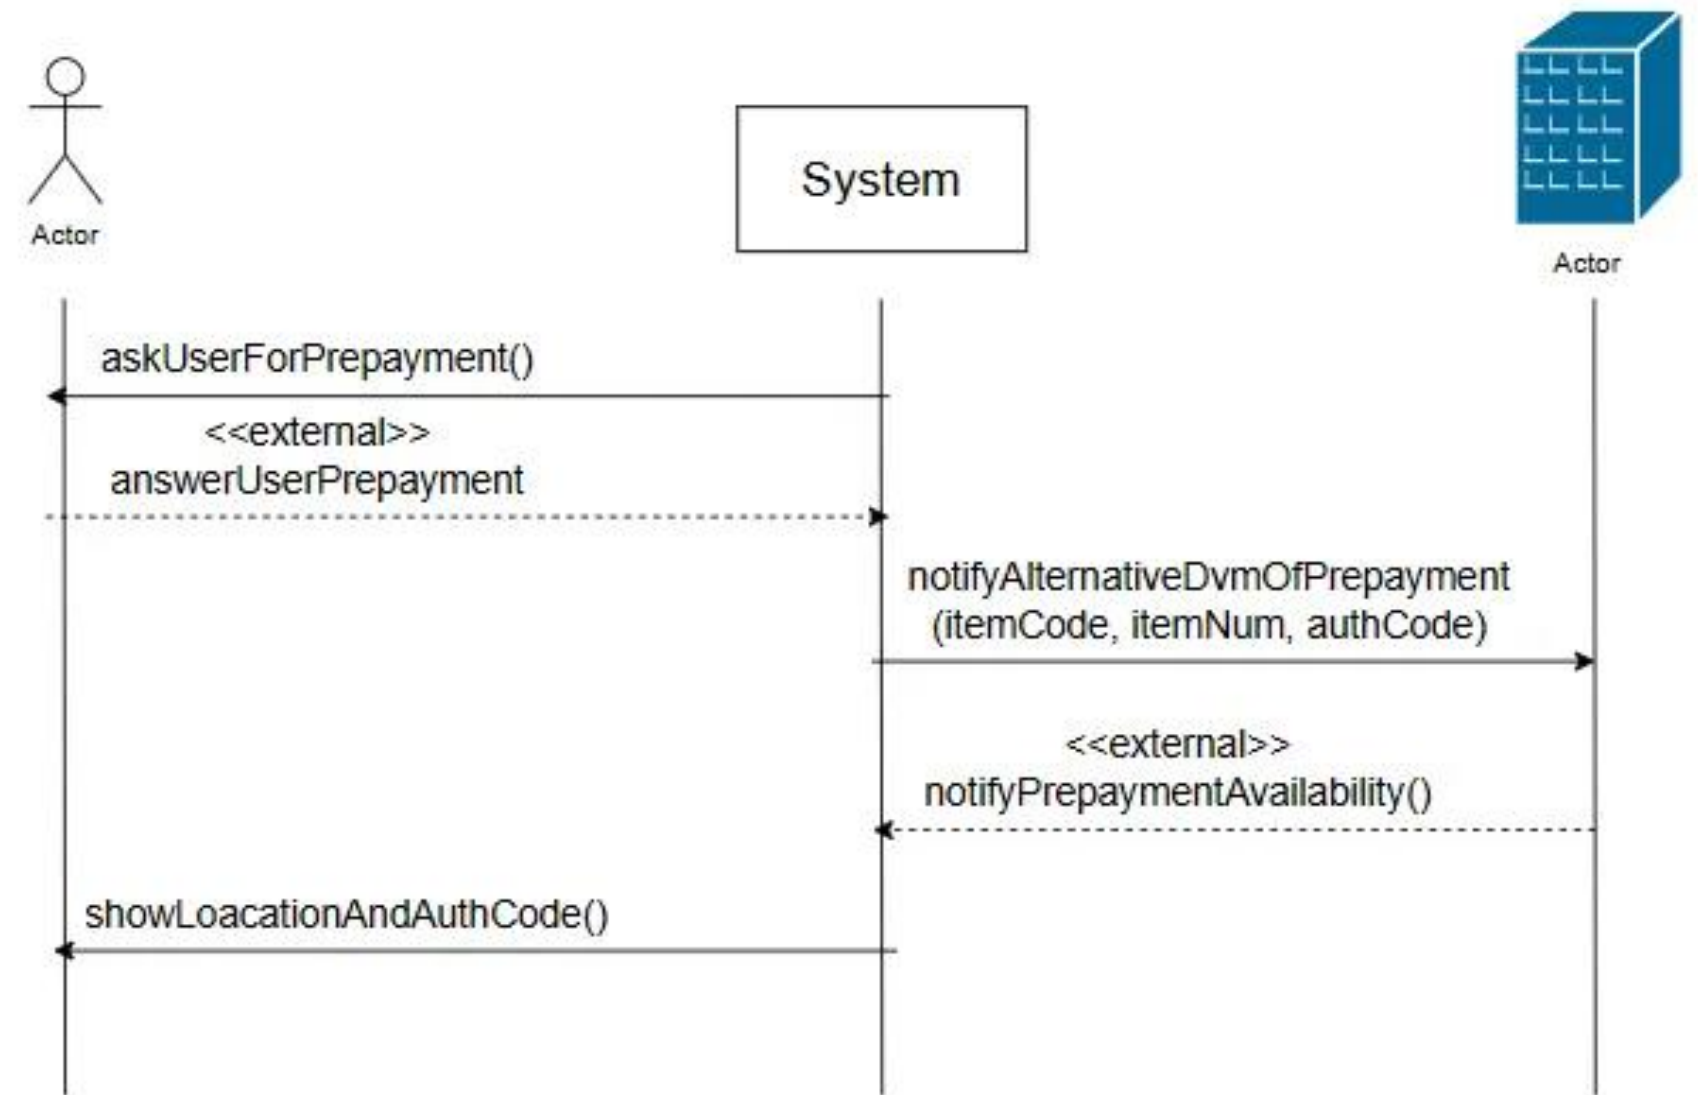 Actor
System
Actor
askUserForPrepayment()
<<external>>
answerUserPrepayment
notifyAlternativeDvmOfPrepayment
(itemCode, itemNum, authCode)
<<external>>
notifyPrepaymentAvailability()
showLoacationAndAuthCode()